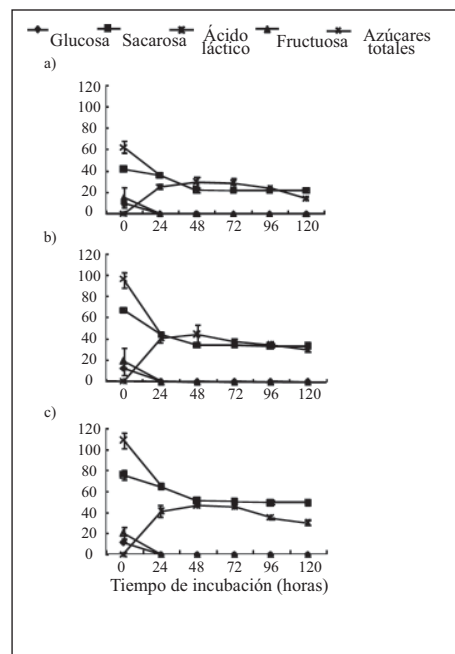 Glucosa Sacarosa Ácido láctico Fructuosa Azúcares totales
a)
120
100
80
60
40
20
0
0 24 48 72 96 120
b)
120
100
80
60
40
20
0
0 24 48 72 96 120
c)
120
100
80
60
40
20
0
0 24 48 72 96 120
Tiempo de incubación (horas)